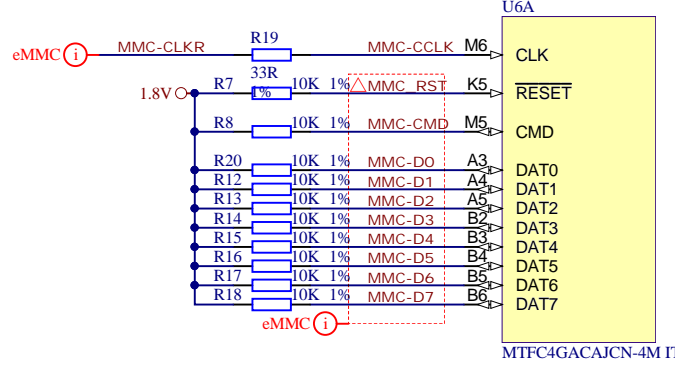 U6A
R19
eMMC i MMC-CLKR MMC-CCLK M6 CLK
33R
1%
1.8V R7 10K 1% MMC_RST K5 RESET
R8 10K 1% MMC-CMD M5 CMD
R20 10K 1% MMC-D0 A3 DAT0
R12 10K 1% MMC-D1 A4 DAT1
R13 10K 1% MMC-D2 A5 DAT2
R14 10K 1% MMC-D3 B2 DAT3
R15 10K 1% MMC-D4 B3 DAT4
R16 10K 1% MMC-D5 B4 DAT5
R17 10K 1% MMC-D6 B5 DAT6
R18 10K 1% MMC-D7 B6 DAT7
eMMC i
MTFC4GACAJCN-4M